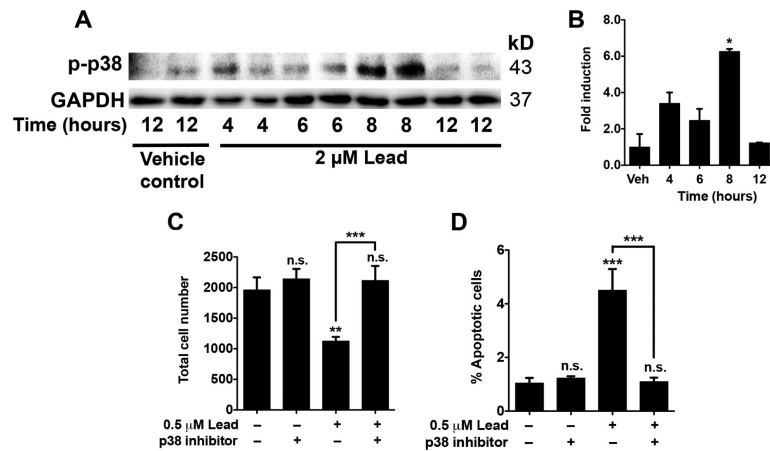 A
kD
p-p38
43
GAPDH
37
Time (hours) 12 12 4 4 6 6 8 8 12 12
Vehicle control
2 µM Lead
B
Fold induction
8.0
6.0
4.0
2.0
0.0
*
Veh 4 6 8 12
Time (hours)
C
Total cell number
2500
2000
1500
1000
500
0
n.s.
**
***
n.s.
0.5 µM Lead – – + +
p38 inhibitor – + – +
D
% Apoptotic cells
6
4
2
0
n.s.
***
***
n.s.
0.5 µM Lead – – + +
p38 inhibitor – + – +